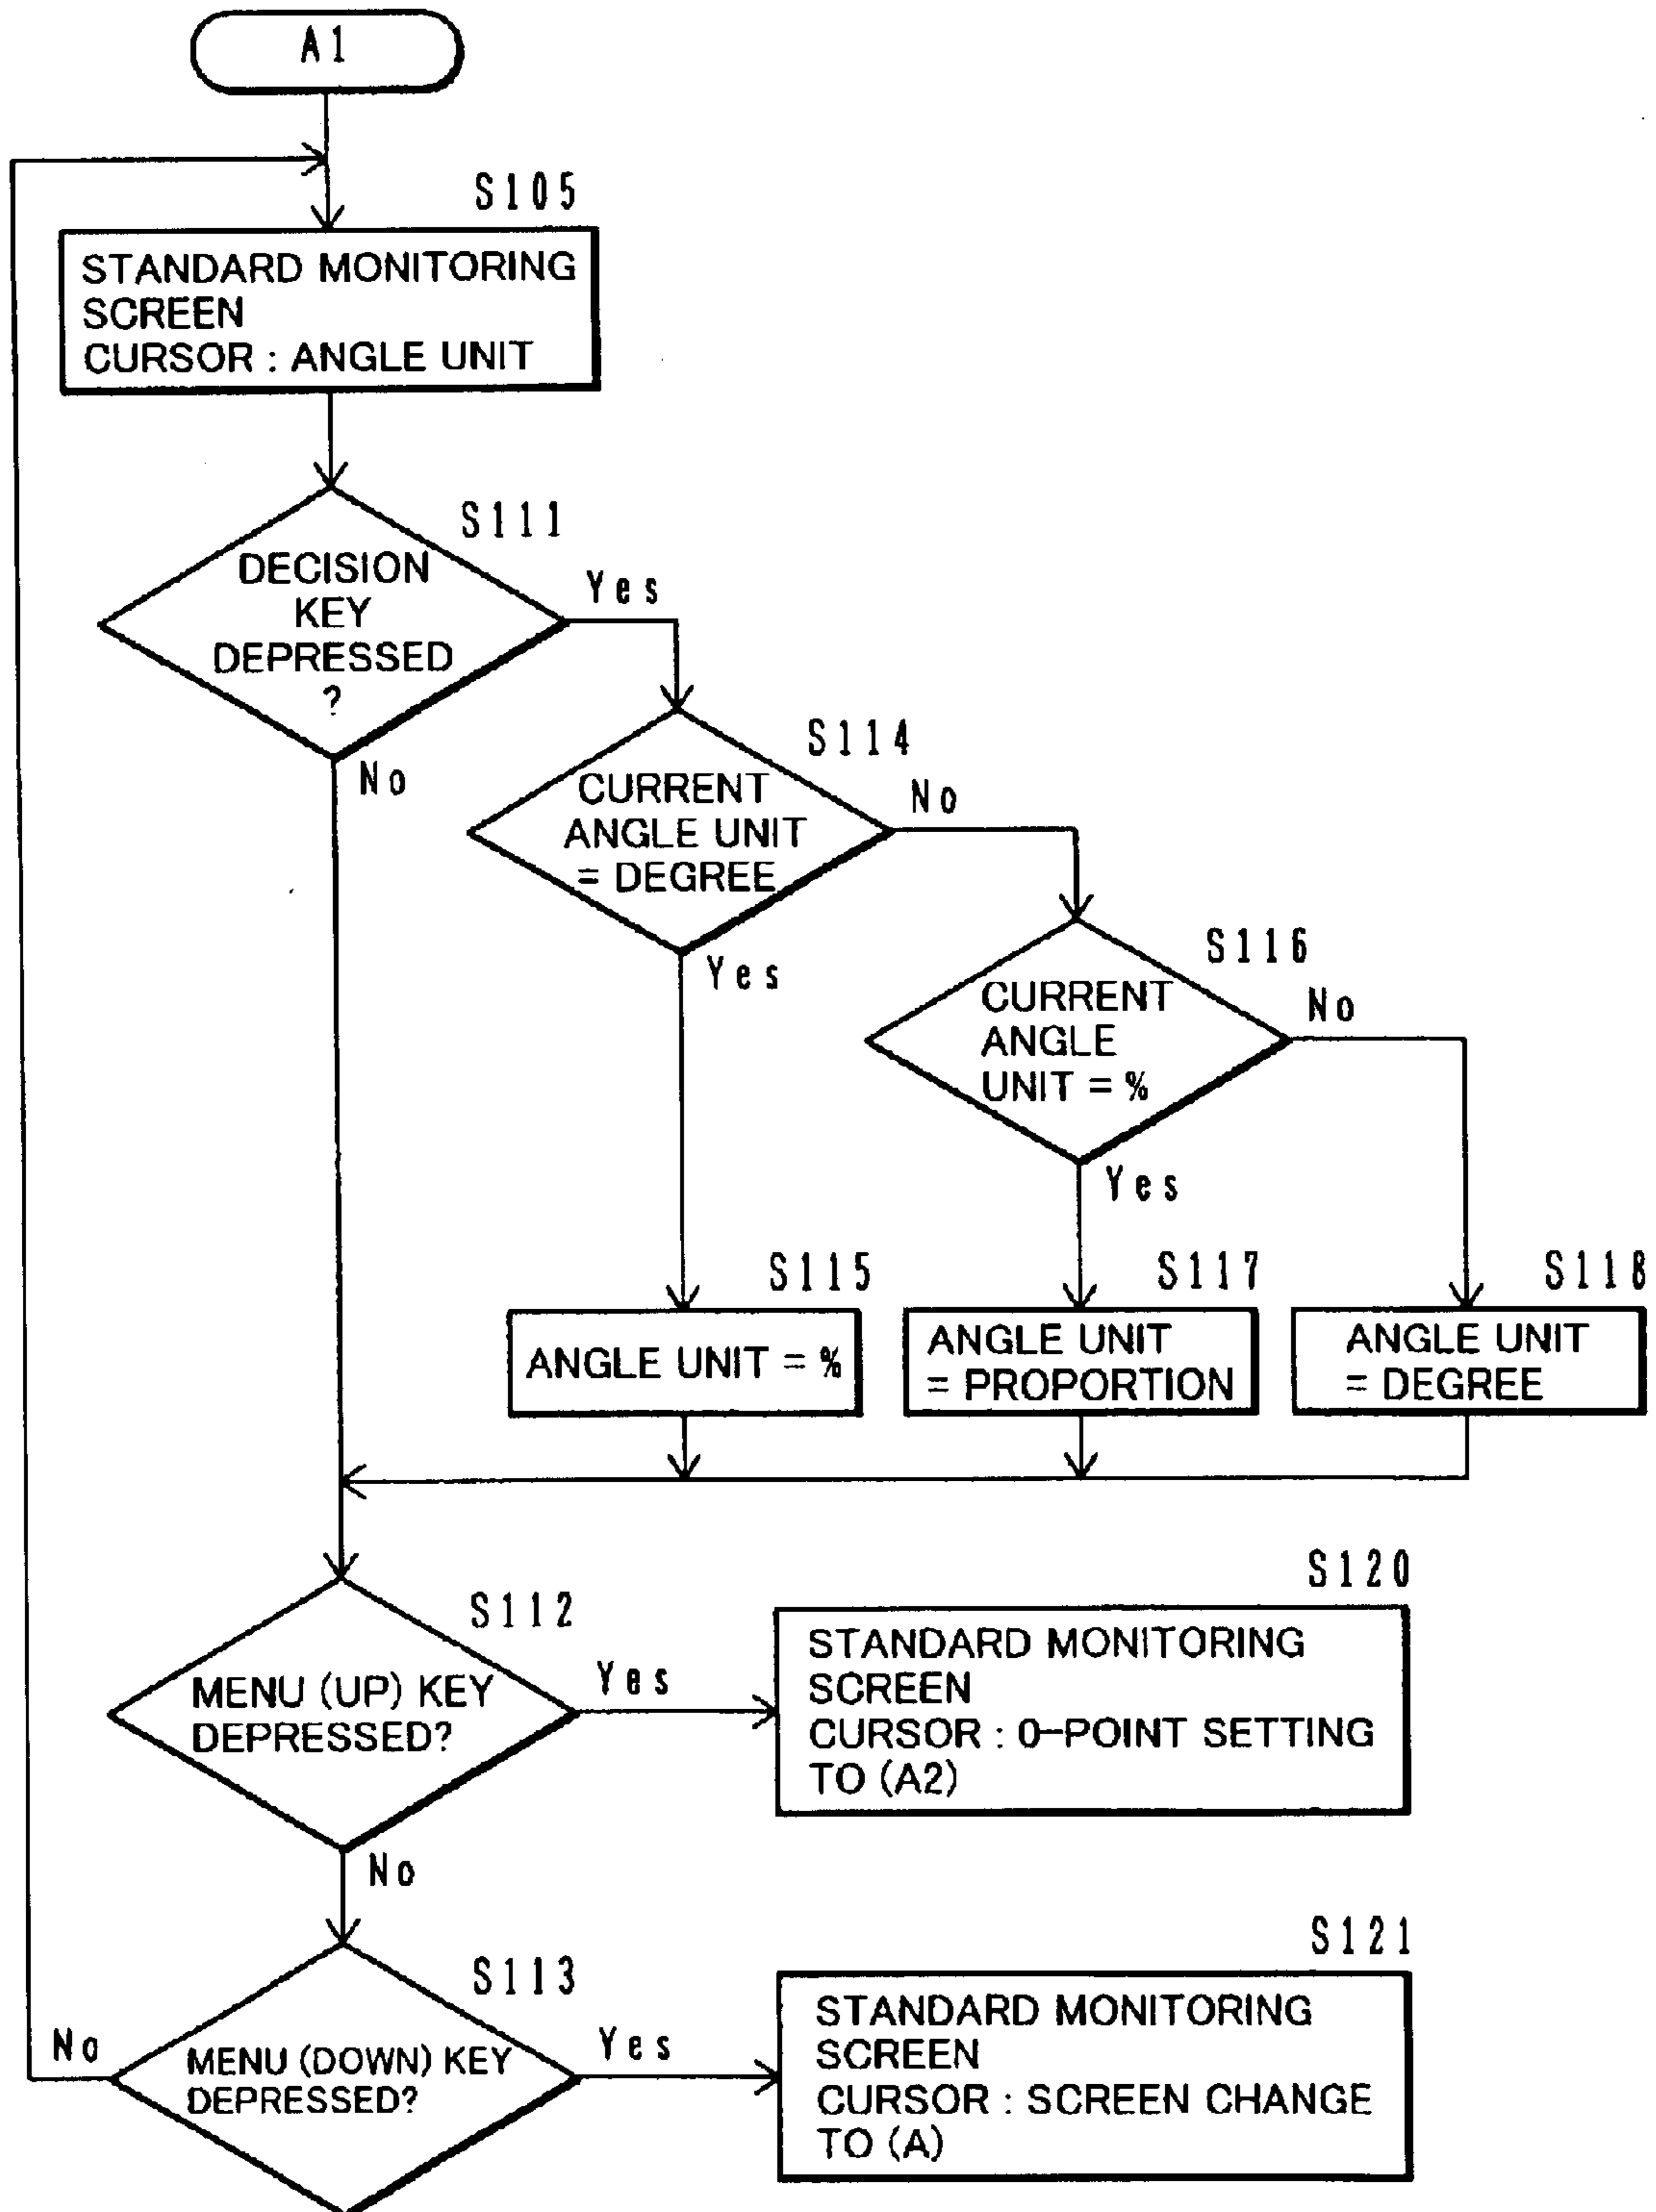 A1
S105
STANDARD MONITORING
SCREEN
CURSOR : ANGLE UNIT
S111
DECISION
KEY
DEPRESSED
?
Yes
No
S114
CURRENT
ANGLE UNIT
= DEGREE
No
Yes
S116
CURRENT
ANGLE
UNIT = %
No
Yes
S115
ANGLE UNIT = %
S117
ANGLE UNIT
= PROPORTION
S118
ANGLE UNIT
= DEGREE
S112
MENU (UP) KEY
DEPRESSED?
Yes
No
S120
STANDARD MONITORING
SCREEN
CURSOR : 0-POINT SETTING
TO (A2)
S113
MENU (DOWN) KEY
DEPRESSED?
No
Yes
S121
STANDARD MONITORING
SCREEN
CURSOR : SCREEN CHANGE
TO (A)